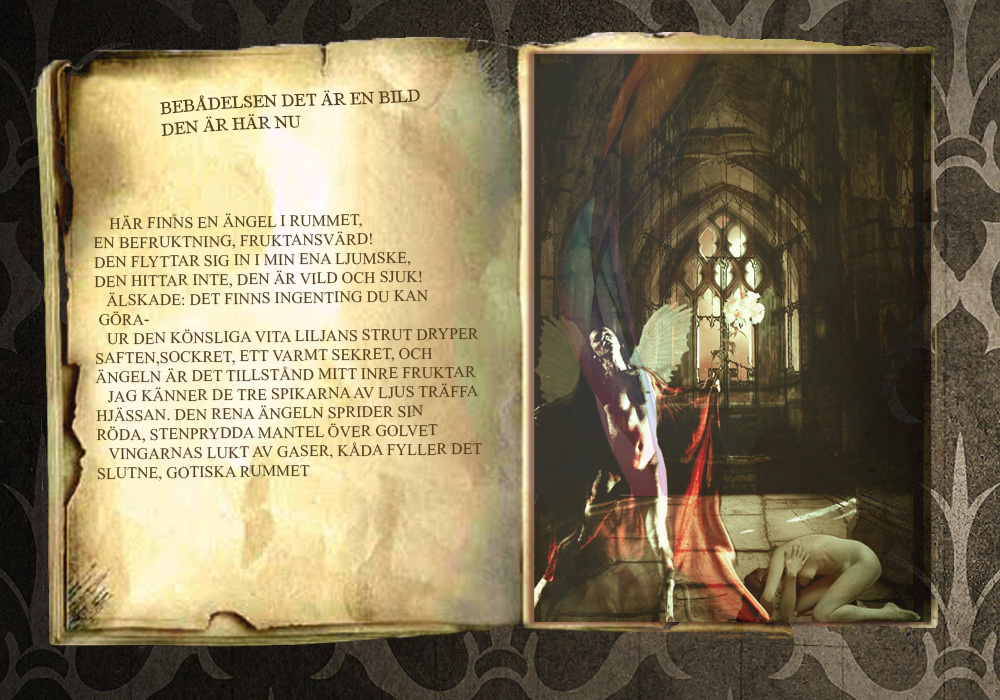 BEBÅDELSEN DET ÄR EN BILD
DEN ÄR HÄR NU
HÄR FINNS EN ÄNGEL I RUMMET,
EN BEFRUKTNING, FRUKTANSVÄRD!
DEN FLYTTAR SIG IN I MIN ENA LJUMSKE,
DEN HITTAR INTE, DEN ÄR VILD OCH SJUK!
ÄLSKADE: DET FINNS INGENTING DU KAN
GÖRA-
UR DEN KÖNSLIGA VITA LILJANS STRUT DRYPER
SAFTEN,SOCKRET, ETT VARMT SEKRET, OCH
ÄNGELN ÄR DET TILLSTÅND MITT INRE FRUKTAR
JAG KÄNNER DE TRE SPIKARNA AV LJUS TRÄFFA
HJÄSSAN. DEN RENA ÄNGELN SPRIDER SIN
RÖDA, STENPRYDDA MANTEL ÖVER GOLVET
VINGARNAS LUKT AV GASER, KÅDA FYLLER DET
SLUTNE, GOTISKA RUMMET